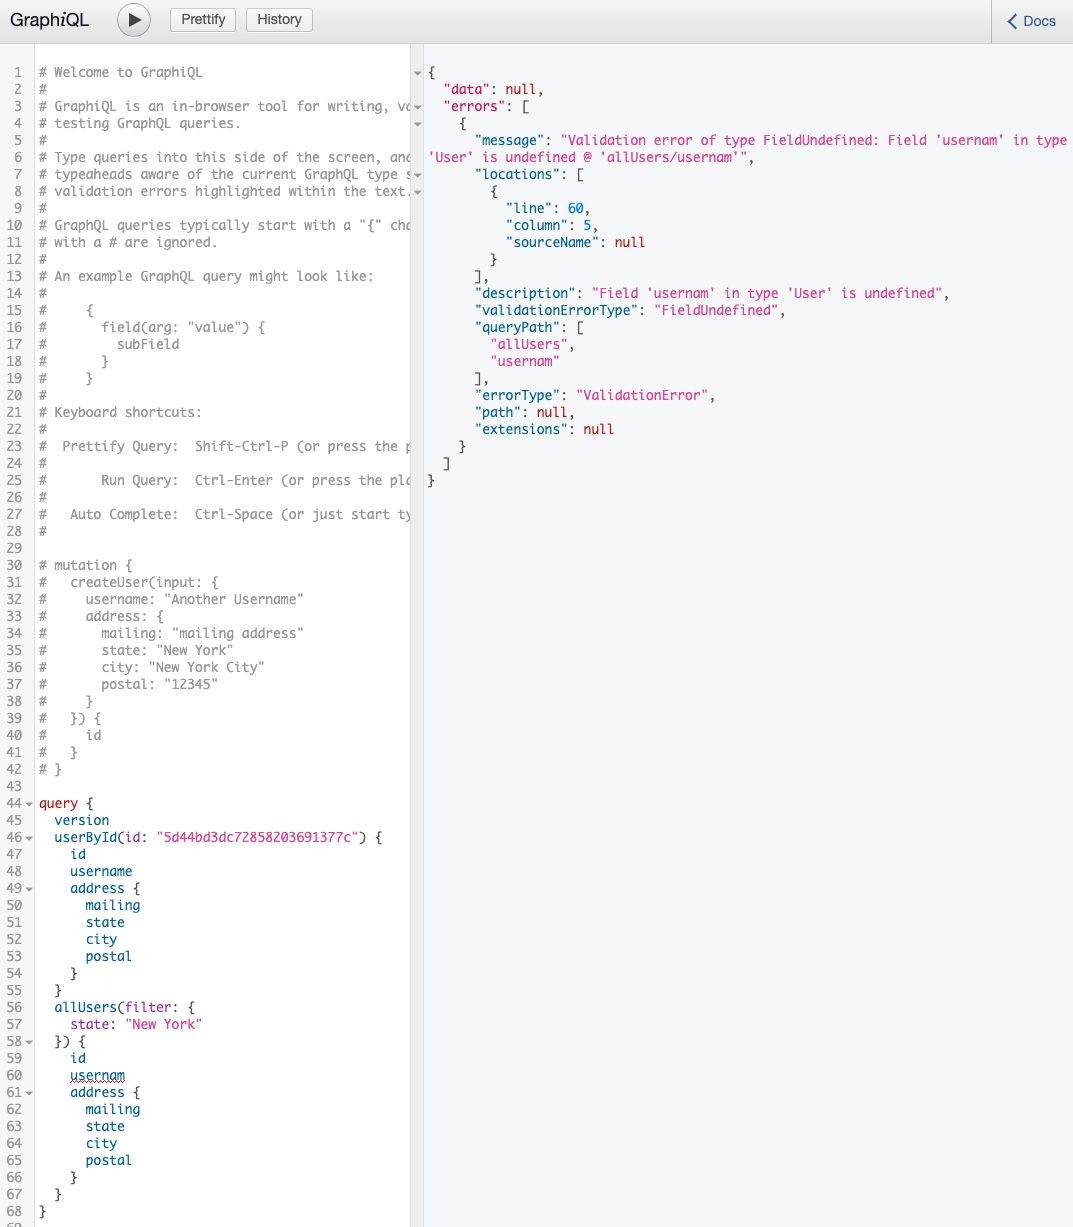 GraphiQL
Prettify
History
Docs
1 # Welcome to GraphiQL
2 #
3 # GraphiQL is an in-browser tool for writing, va
4 # testing GraphQL queries.
5 #
6 # Type queries into this side of the screen, and
7 # typeaheads aware of the current GraphQL type s
8 # validation errors highlighted within the text.
9 #
10 # GraphQL queries typically start with a "{" cha
11 # with a # are ignored.
12 #
13 # An example GraphQL query might look like:
14 #
15 #     {
16 #       field(arg: "value") {
17 #         subField
18 #       }
19 #     }
20 #
21 # Keyboard shortcuts:
22 #
23 #  Prettify Query:  Shift-Ctrl-P (or press the p
24 #
25 #       Run Query:  Ctrl-Enter (or press the pla
26 #
27 #   Auto Complete:  Ctrl-Space (or just start ty
28 #
29
30 # mutation {
31 #   createUser(input: {
32 #     username: "Another Username"
33 #     address: {
34 #       mailing: "mailing address"
35 #       state: "New York"
36 #       city: "New York City"
37 #       postal: "12345"
38 #     }
39 #   }) {
40 #     id
41 #   }
42 # }
43
44 query {
45   version
46   userById(id: "5d44bd3dc72858203691377c") {
47     id
48     username
49     address {
50       mailing
51       state
52       city
53       postal
54     }
55   }
56   allUsers(filter: {
57     state: "New York"
58   }) {
59     id
60     usernam
61     address {
62       mailing
63       state
64       city
65       postal
66     }
67   }
68 }
69
{
  "data": null,
  "errors": [
    {
      "message": "Validation error of type FieldUndefined: Field 'usernam' in type
'User' is undefined @ 'allUsers/usernam'",
      "locations": [
        {
          "line": 60,
          "column": 5,
          "sourceName": null
        }
      ],
      "description": "Field 'usernam' in type 'User' is undefined",
      "validationErrorType": "FieldUndefined",
      "queryPath": [
        "allUsers",
        "usernam"
      ],
      "errorType": "ValidationError",
      "path": null,
      "extensions": null
    }
  ]
}